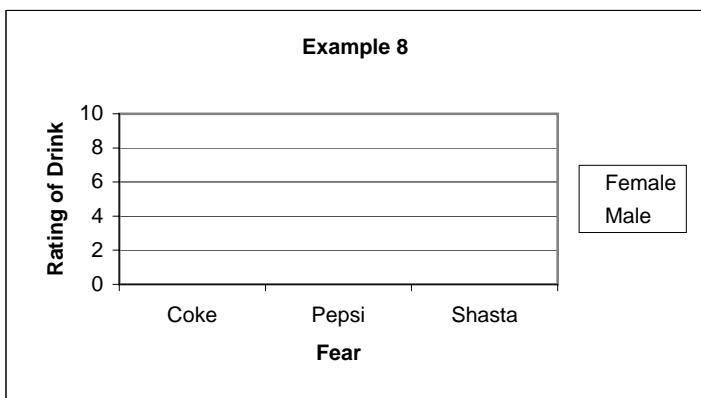 Example 8
Rating of Drink
10
8
6
4
2
0
Coke Pepsi Shasta
Fear
Female
Male